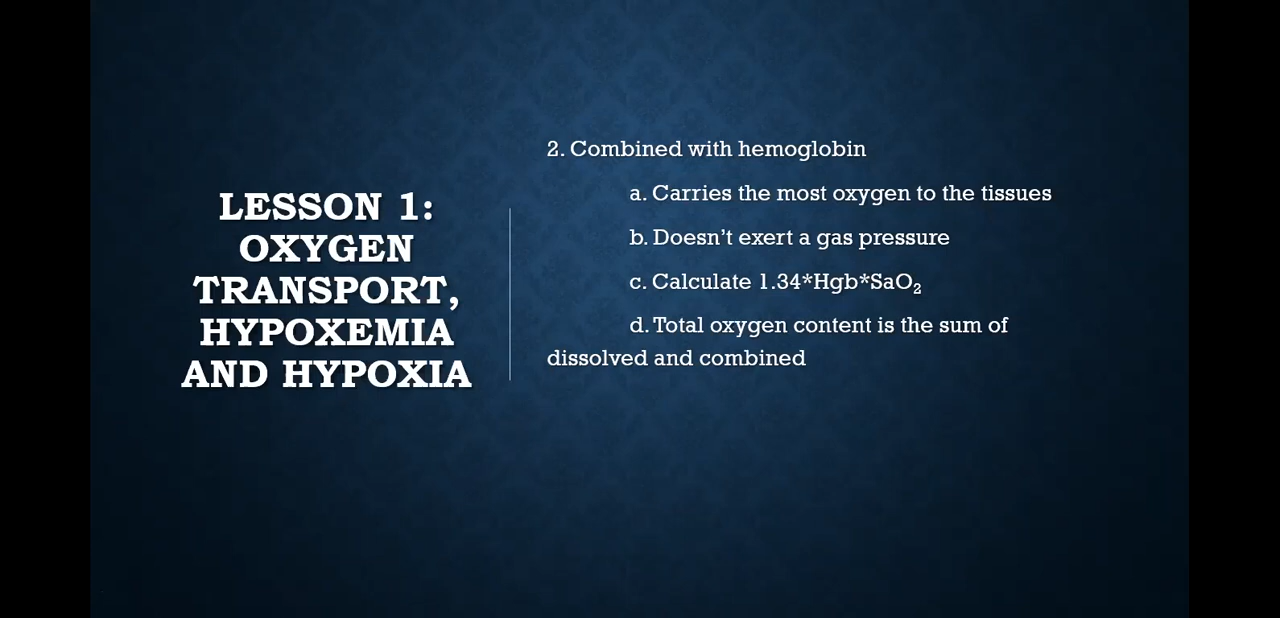 LESSON 1:
OXYGEN
TRANSPORT,
HYPOXEMIA
AND HYPOXIA
2. Combined with hemoglobin
a. Carries the most oxygen to the tissues
b. Doesn’t exert a gas pressure
c. Calculate 1.34*Hgb*SaO₂
d. Total oxygen content is the sum of
dissolved and combined